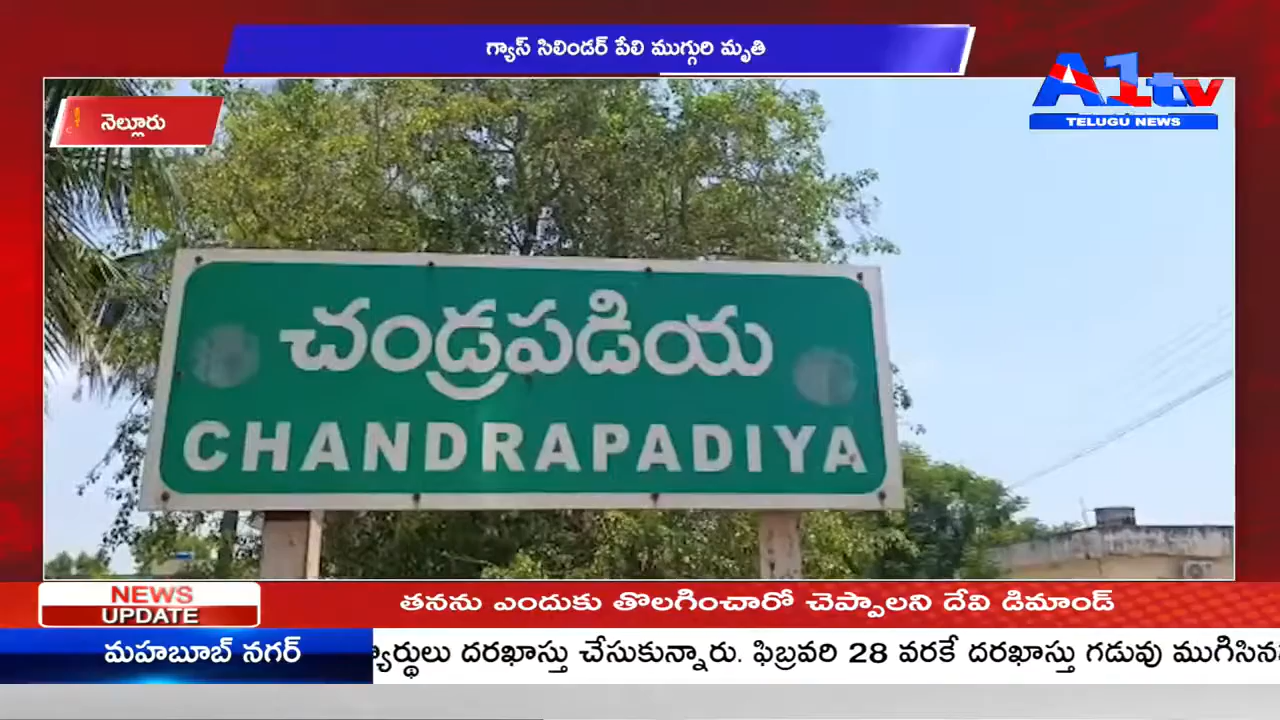 గ్యాస్ సిలిండర్ పేలి ముగ్గురి మృతి
A1tv
TELUGU NEWS
నెల్లూరు
చంద్రపడియ
CHANDRAPADIYA
NEWS
UPDATE
తనను ఎందుకు తొలగించారో చెప్పాలని దేవి డిమాండ్
మహబూబ్ నగర్
దరఖాస్తు చేసుకున్నారు. ఫిబ్రవరి 28 వరకే దరఖాస్తు గడువు